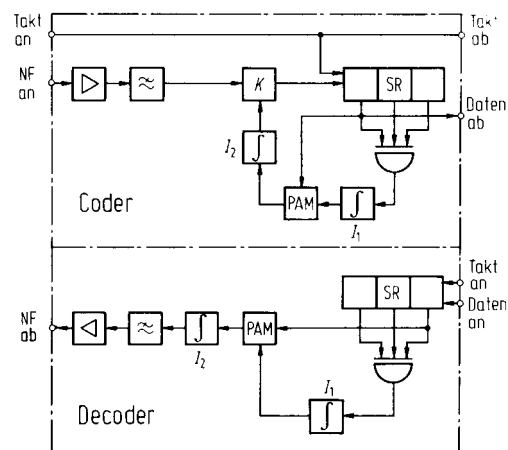 Takt an
Takt ab
NF an
K
SR
Daten ab
I₂
PAM
I₁
Coder
Takt an
Daten an
SR
NF ab
PAM
I₂
I₁
Decoder